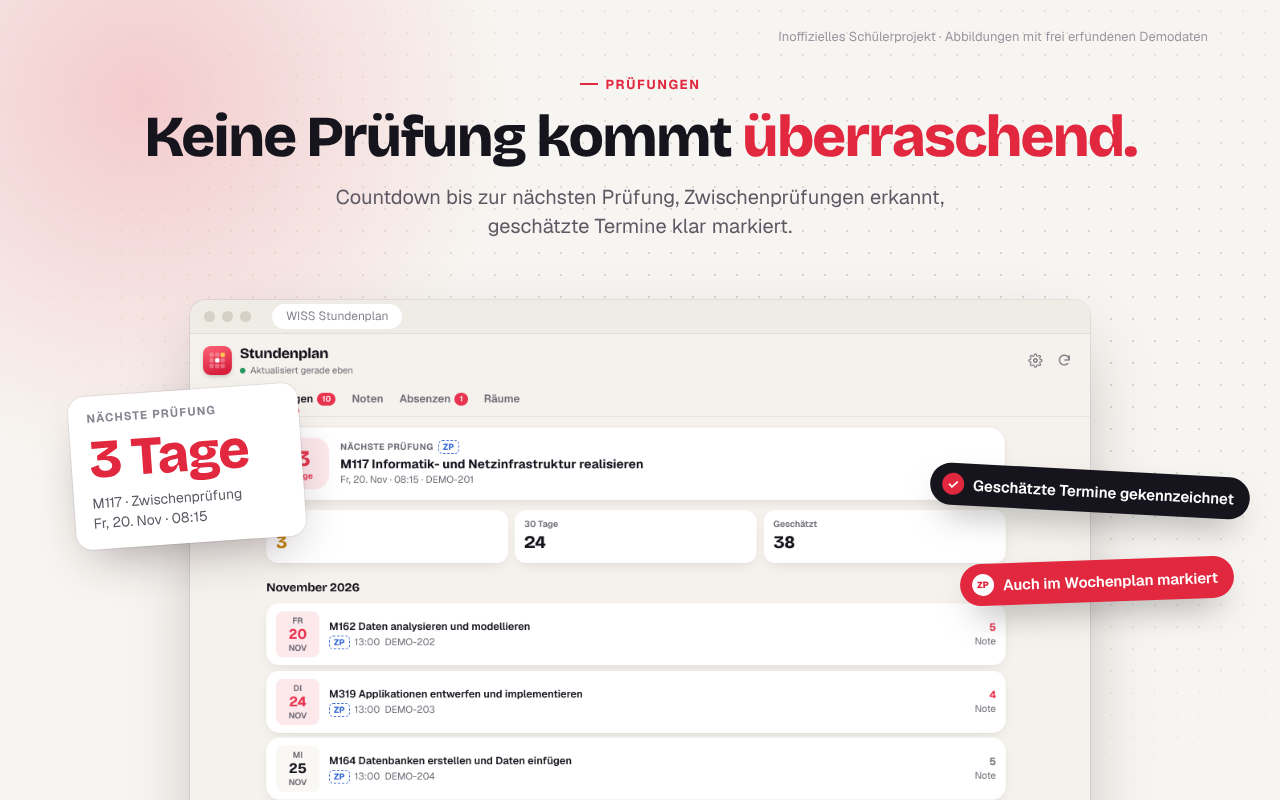 Inoffizielles Schülerprojekt · Abbildungen mit frei erfundenen Demodaten
PRÜFUNGEN
Keine Prüfung kommt überraschend.
Countdown bis zur nächsten Prüfung, Zwischenprüfungen erkannt,
geschätzte Termine klar markiert.
WISS Stundenplan
Stundenplan
Aktualisiert gerade eben
10 Noten Absenzen 1 Räume
NÄCHSTE PRÜFUNG
3 Tage
M117 · Zwischenprüfung
Fr, 20. Nov · 08:15
NÄCHSTE PRÜFUNG ZP
M117 Informatik- und Netzinfrastruktur realisieren
Fr, 20. Nov · 08:15 · DEMO-201
Geschätzte Termine gekennzeichnet
3
30 Tage
24
Geschätzt
38
ZP Auch im Wochenplan markiert
November 2026
FR
20
NOV
M162 Daten analysieren und modellieren
ZP 13:00 DEMO-202
5
Note
DI
24
NOV
M319 Applikationen entwerfen und implementieren
ZP 13:00 DEMO-203
4
Note
MI
25
NOV
M164 Datenbanken erstellen und Daten einfügen
ZP 13:00 DEMO-204
5
Note